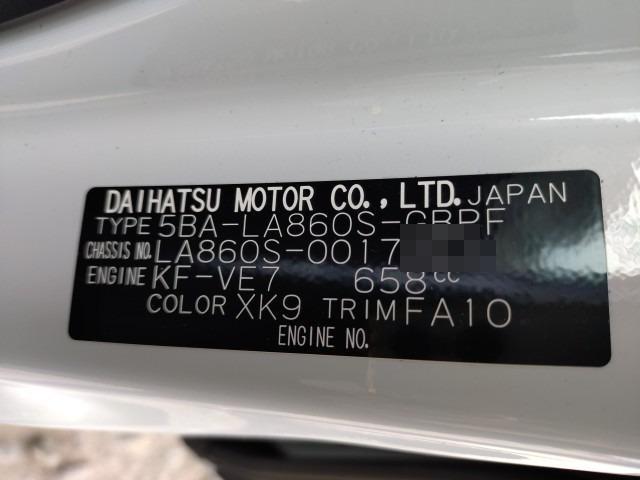 DAIHATSU MOTOR CO., LTD. JAPAN
TYPE 5BA-LA860S-GBPF
CHASSIS NO. LA860S-0017
ENGINE KF-VE7 658cc
COLOR XK9 TRIM FA10
ENGINE NO.